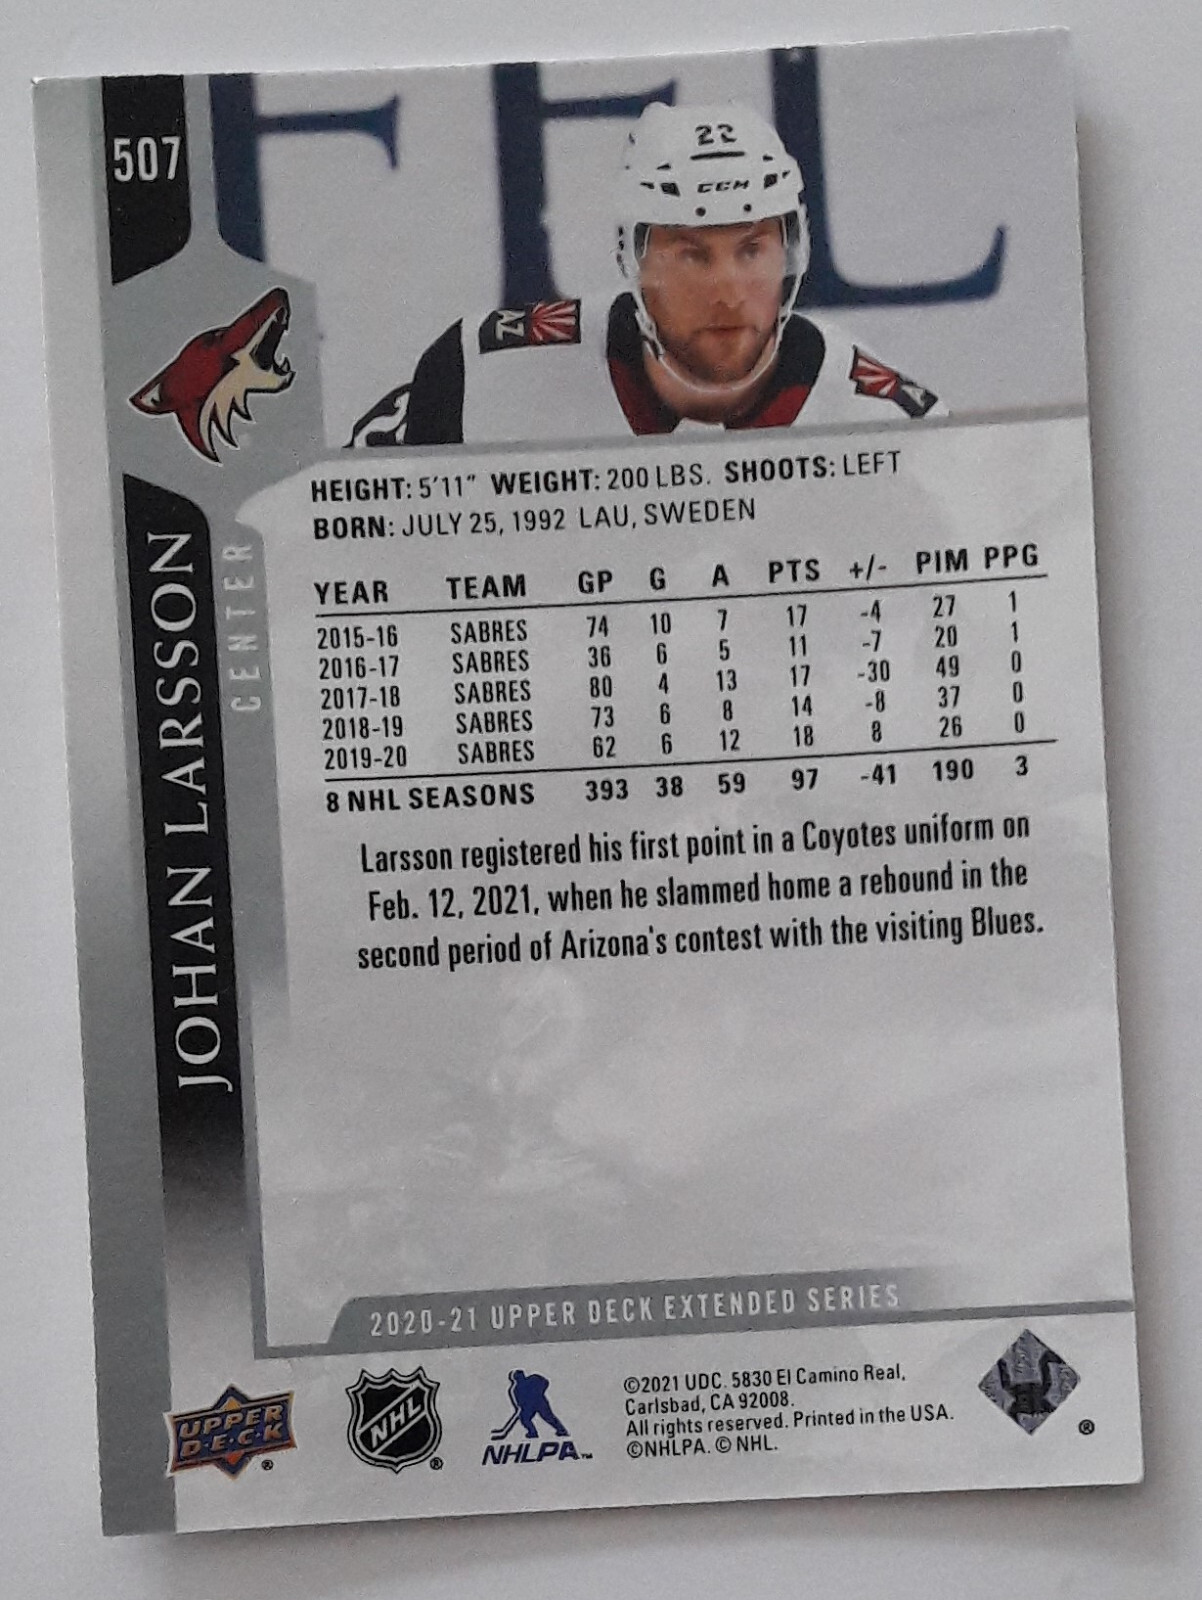 507
22
CCM
AZ
A
JOHAN LARSSON
CENTER
HEIGHT: 5'11" WEIGHT: 200 LBS. SHOOTS: LEFT
BORN: JULY 25, 1992 LAU, SWEDEN
YEAR TEAM GP G A PTS +/- PIM PPG
2015-16 SABRES 74 10 7 17 -4 27 1
2016-17 SABRES 36 6 5 11 -7 20 1
2017-18 SABRES 80 4 13 17 -30 49 0
2018-19 SABRES 73 6 8 14 -8 37 0
2019-20 SABRES 62 6 12 18 8 26 0
8 NHL SEASONS 393 38 59 97 -41 190 3
Larsson registered his first point in a Coyotes uniform on
Feb. 12, 2021, when he slammed home a rebound in the
second period of Arizona's contest with the visiting Blues.
2020-21 UPPER DECK EXTENDED SERIES
UPPER
D·E·C·K
®
NHL
®
NHLPA™
©2021 UDC. 5830 El Camino Real,
Carlsbad, CA 92008.
All rights reserved. Printed in the USA.
©NHLPA. © NHL.
®